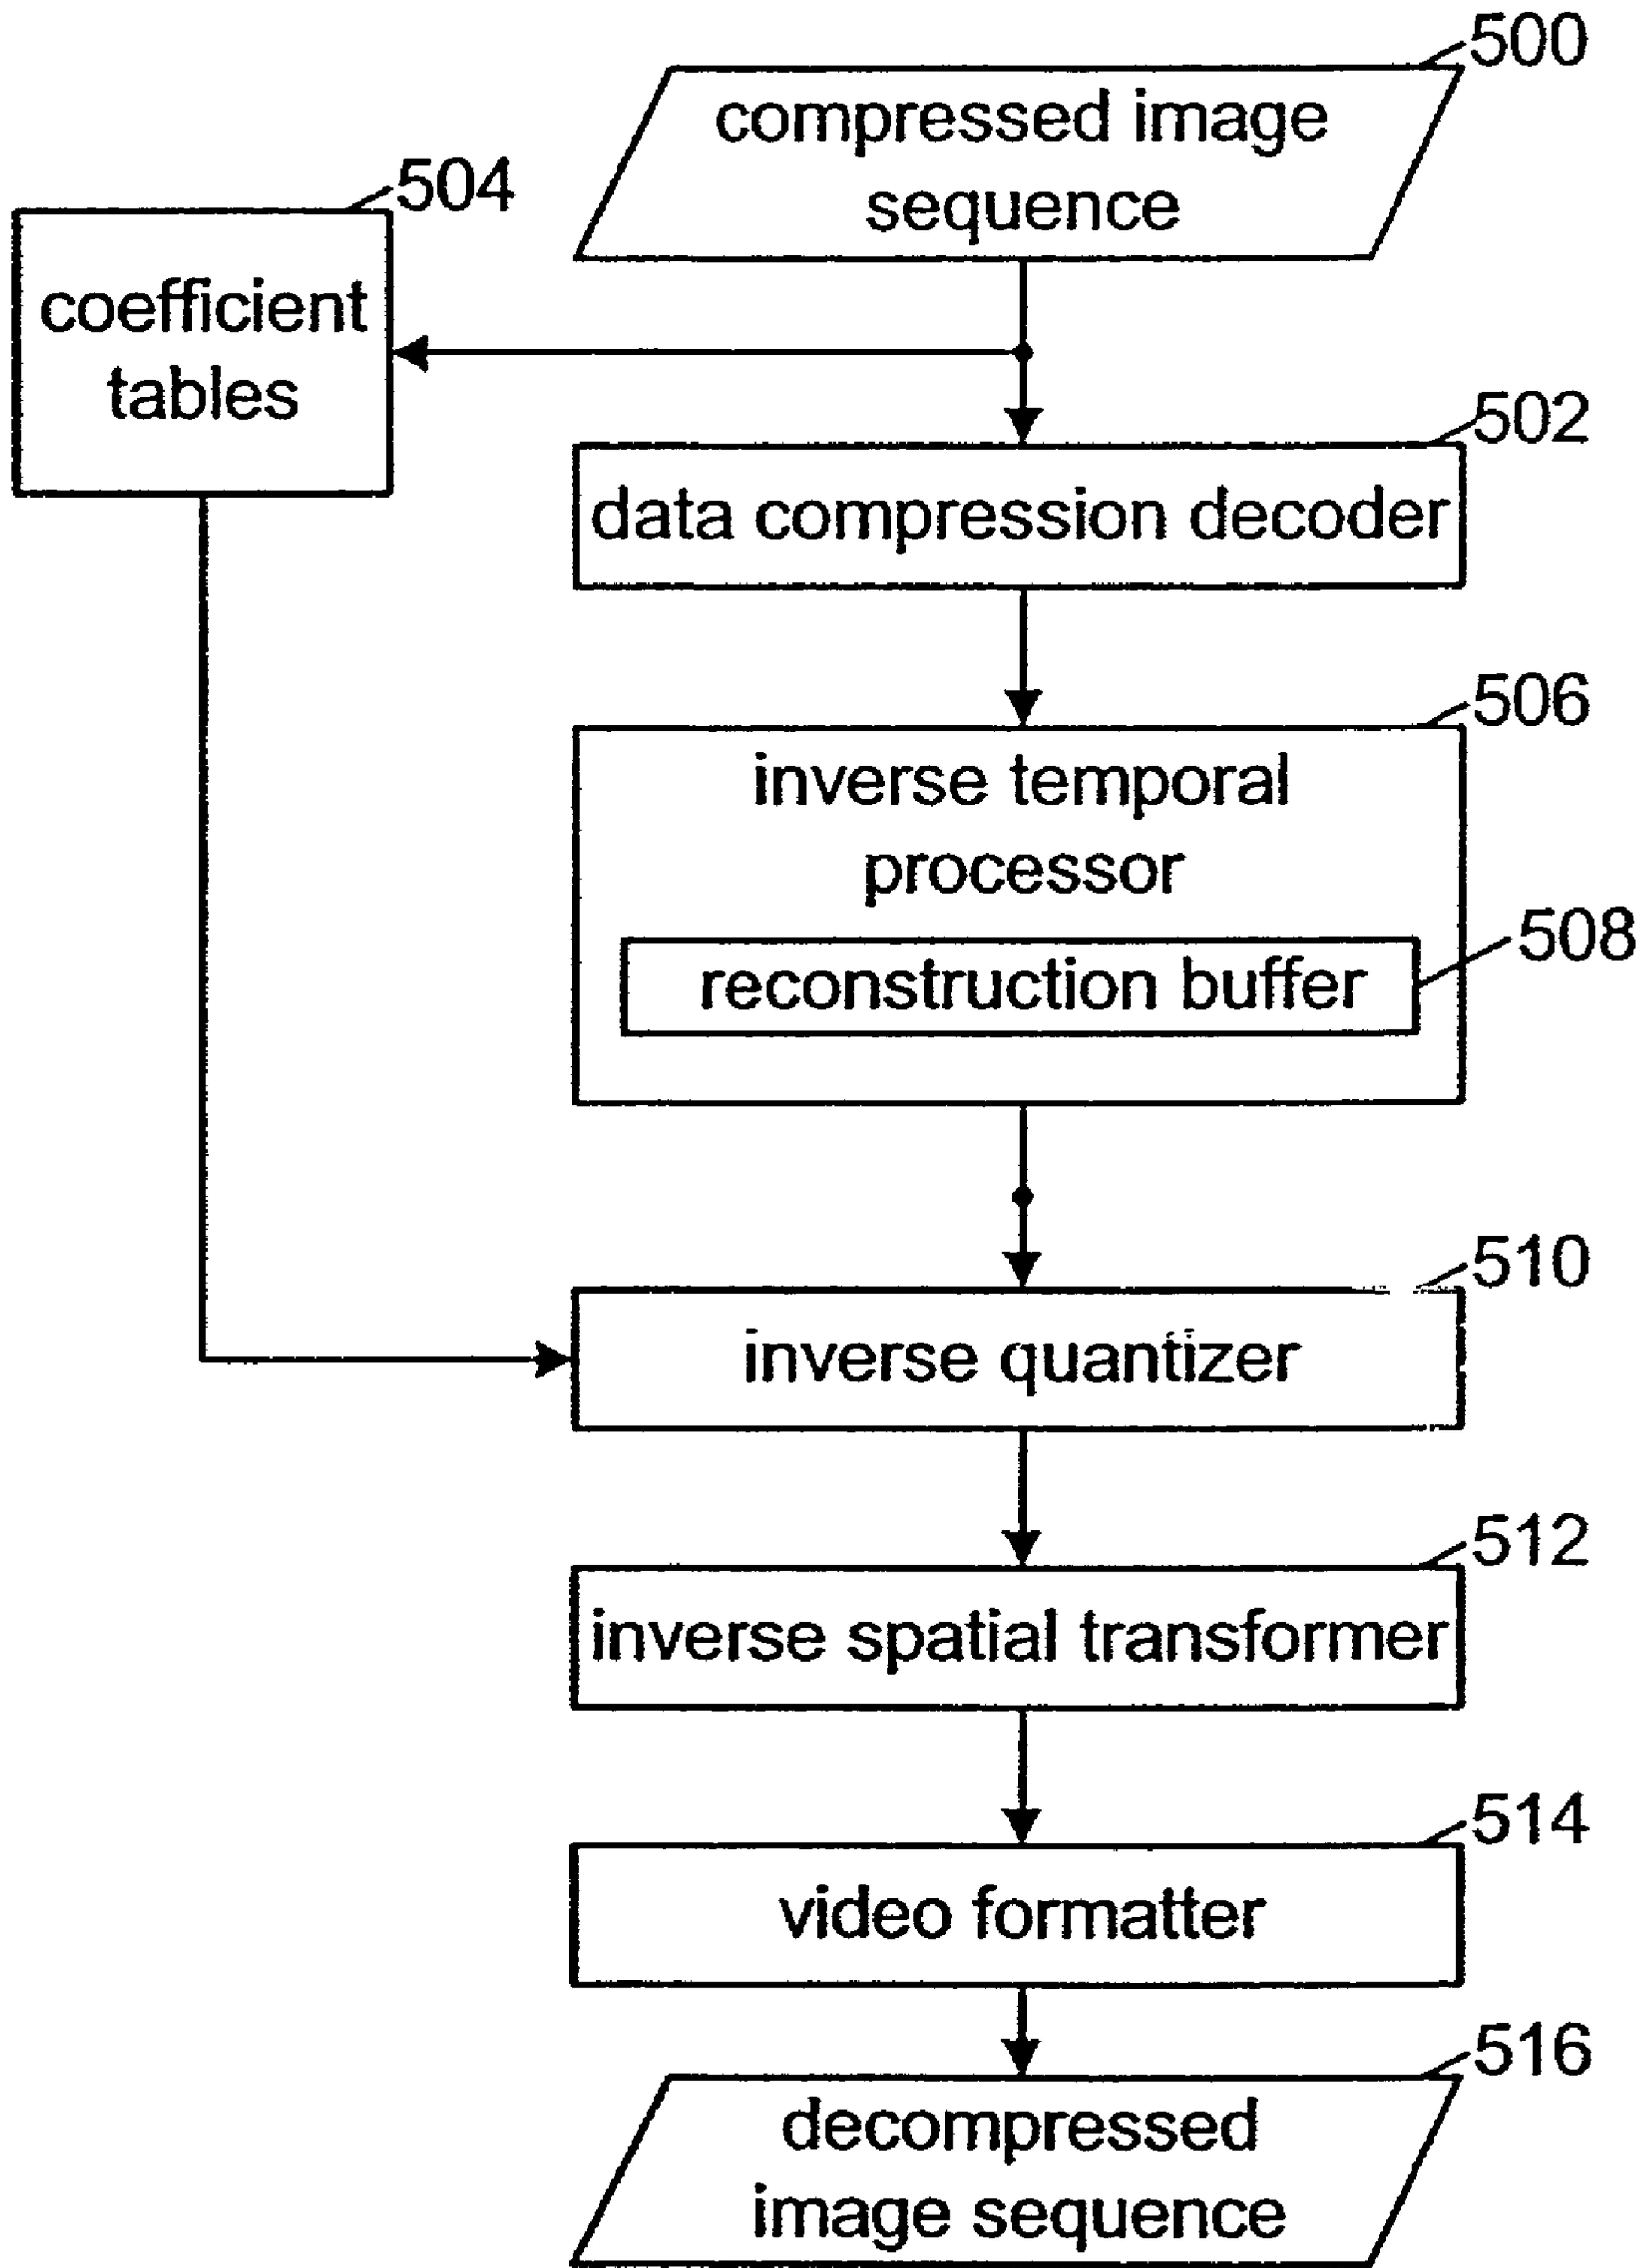 500
compressed image
sequence
504
coefficient
tables
502
data compression decoder
506
inverse temporal
processor
508
reconstruction buffer
510
inverse quantizer
512
inverse spatial transformer
514
video formatter
516
decompressed
image sequence